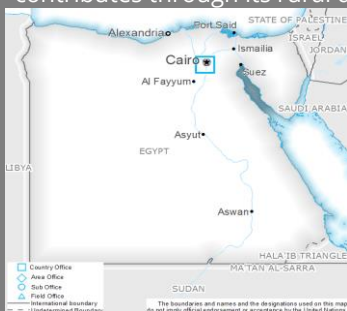 contributes through its rural
STATE OF PALESTINE
Port Said
Alexandria
ISRAEL
Ismailia
JORDAN
Cairo
Suez
Al Fayyum
SAUDI ARABIA
Asyut
EGYPT
LIBYA
Aswan
HALA'IB TRIANGLE
MA'TAN AL-SARRA
SUDAN
Country Office
Area Office
Sub Office
Field Office
International boundary
Undetermined Boundary
The boundaries and names and the designations used on this map
do not imply official endorsement or acceptance by the United Nations